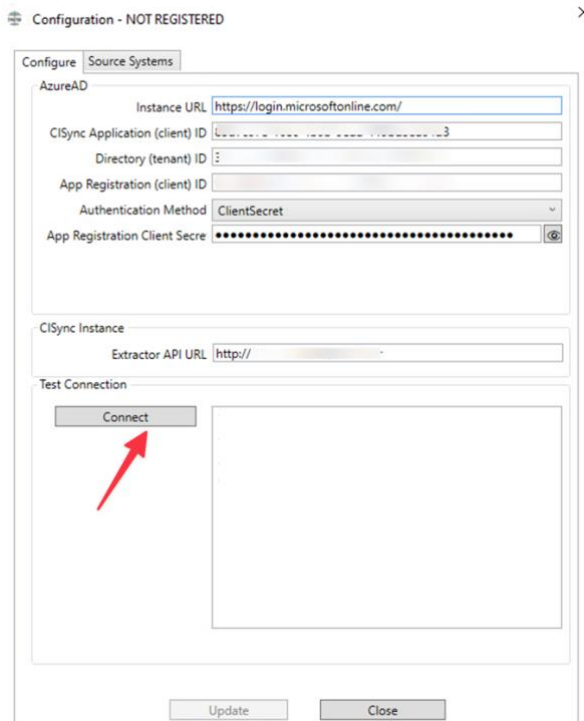 Configuration - NOT REGISTERED
Configure Source Systems
AzureAD
Instance URL https://login.microsoftonline.com/
CISync Application (client) ID
Directory (tenant) ID
App Registration (client) ID
Authentication Method ClientSecret
App Registration Client Secre ●●●●●●●●●●●●●●●●●●●●●●●●●●●●●●●●●●●●●●●●
CISync Instance
Extractor API URL http://
Test Connection
Connect
Update Close